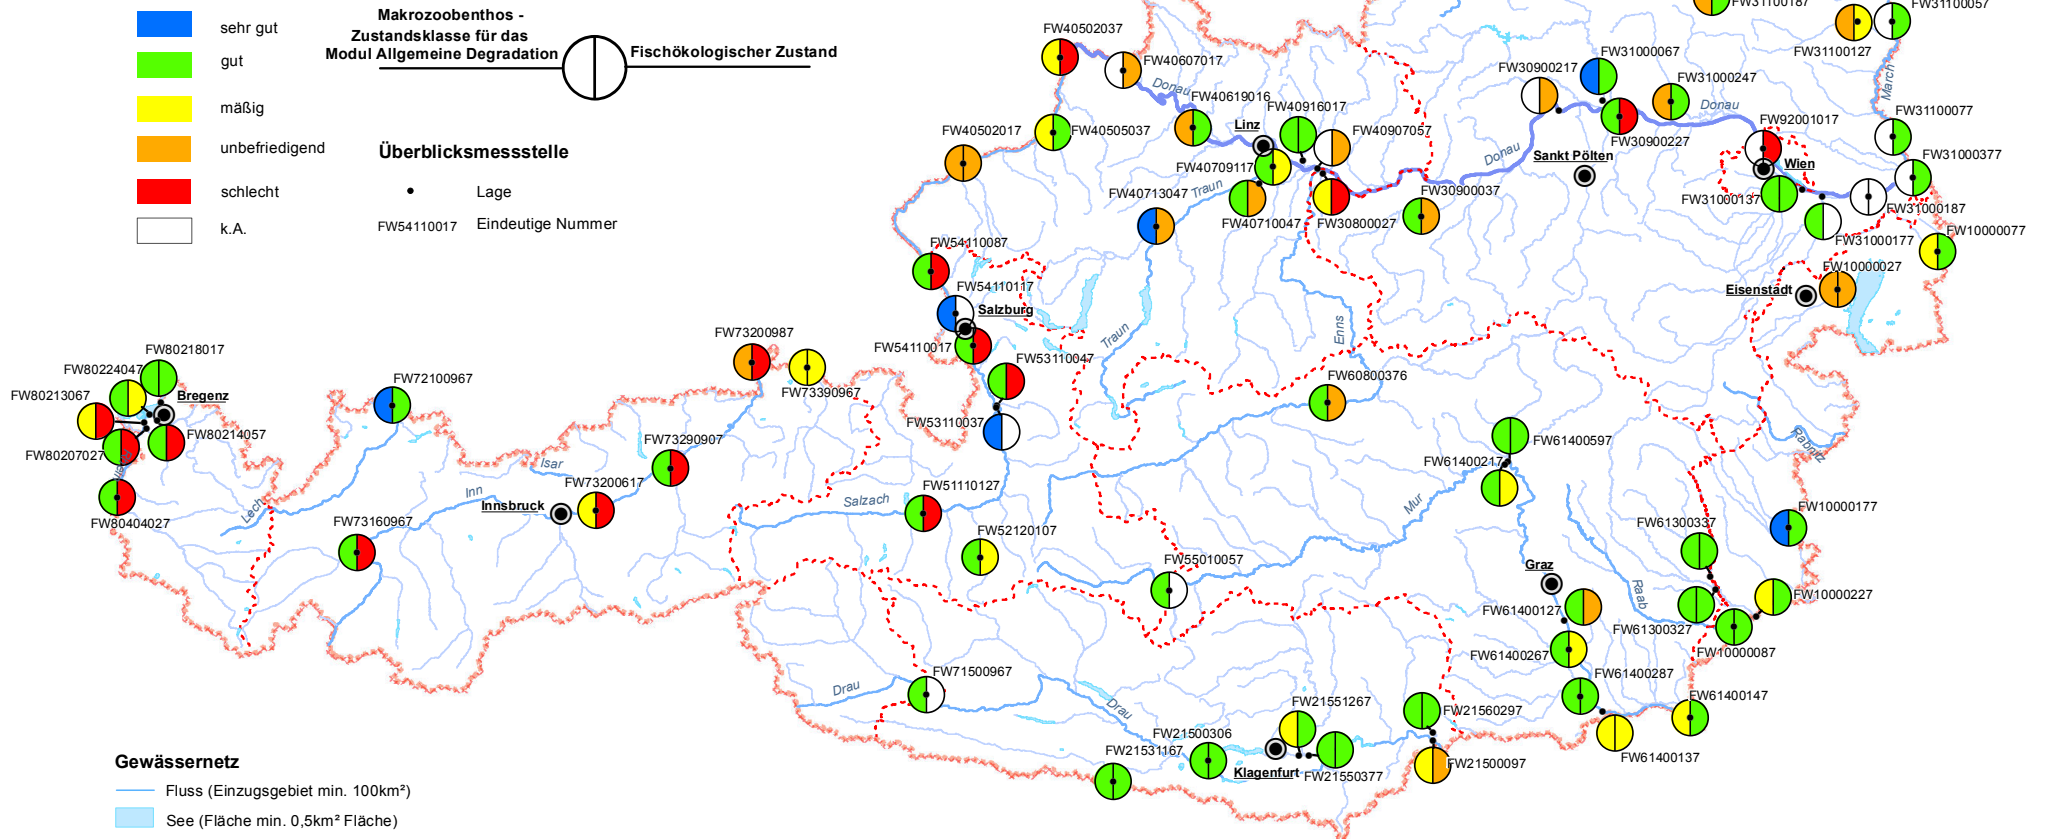 sehr gut
gut
mäßig
unbefriedigend
schlecht
k.A.
Makrozoobenthos -
Zustandsklasse für das
Modul Allgemeine Degradation
Fischökologischer Zustand
Überblicksmessstelle
Lage
FW54110017 Eindeutige Nummer
FW31100187
FW31100057
FW31100127
FW40502037
FW40607017
Donau
FW40619016
FW40916017
FW40907057
Linz
FW40502017
FW40505037
FW40709117
FW40713047
Traun
FW40710047
FW30800027
FW30900037
FW30900217
FW31000067
FW31000247
Donau
FW30900227
Donau
Sankt Pölten
FW92001017
Wien
March
FW31100077
FW31000377
FW31000137
FW31000187
FW31000177
FW10000077
FW10000027
Eisenstadt
FW54110087
FW54110117
Salzburg
FW54110017
FW53110047
FW53110037
Traun
Enns
FW60800376
FW73200987
FW73390967
FW80218017
FW80224047
FW80213067
Bregenz
FW80214057
FW80207027
FW80404027
FW72100967
Lech
FW73290907
Isar
Inn
FW73200617
Innsbruck
FW73160967
Salzach
FW51110127
FW52120107
FW55010057
Mur
FW61400597
FW61400217
Rabnitz
FW10000177
FW61300337
Graz
Raab
FW61400127
FW61300327
FW10000227
FW10000087
FW61400267
FW61400287
FW61400147
FW61400137
FW71500967
Drau
Drau
FW21551267
FW21560297
FW21500306
FW21531167
Klagenfurt
FW21550377
FW21500097
Gewässernetz
Fluss (Einzugsgebiet min. 100km²)
See (Fläche min. 0,5km² Fläche)